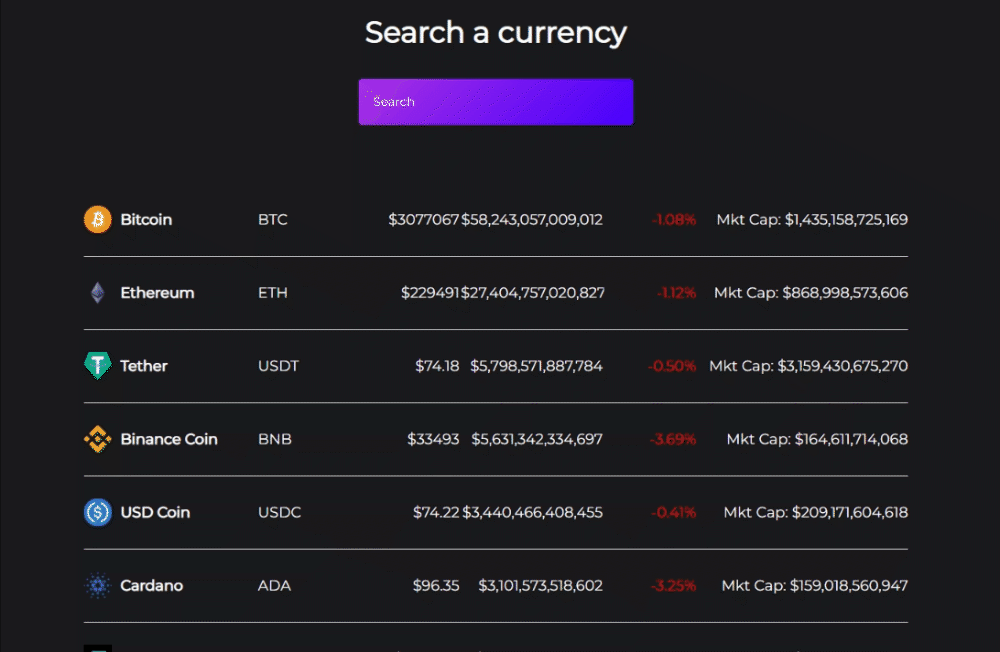 Search a currency
Search
Bitcoin BTC $3077067 $58,243,057,009,012 -1.08% Mkt Cap: $1,435,158,725,169
Ethereum ETH $229491 $27,404,757,020,827 -1.12% Mkt Cap: $868,998,573,606
Tether USDT $74.18 $5,798,571,887,784 -0.50% Mkt Cap: $3,159,430,675,270
Binance Coin BNB $33493 $5,631,342,334,697 -3.69% Mkt Cap: $164,611,714,068
USD Coin USDC $74.22 $3,440,466,408,455 -0.41% Mkt Cap: $209,171,604,618
Cardano ADA $96.35 $3,101,573,518,602 -3.25% Mkt Cap: $159,018,560,947